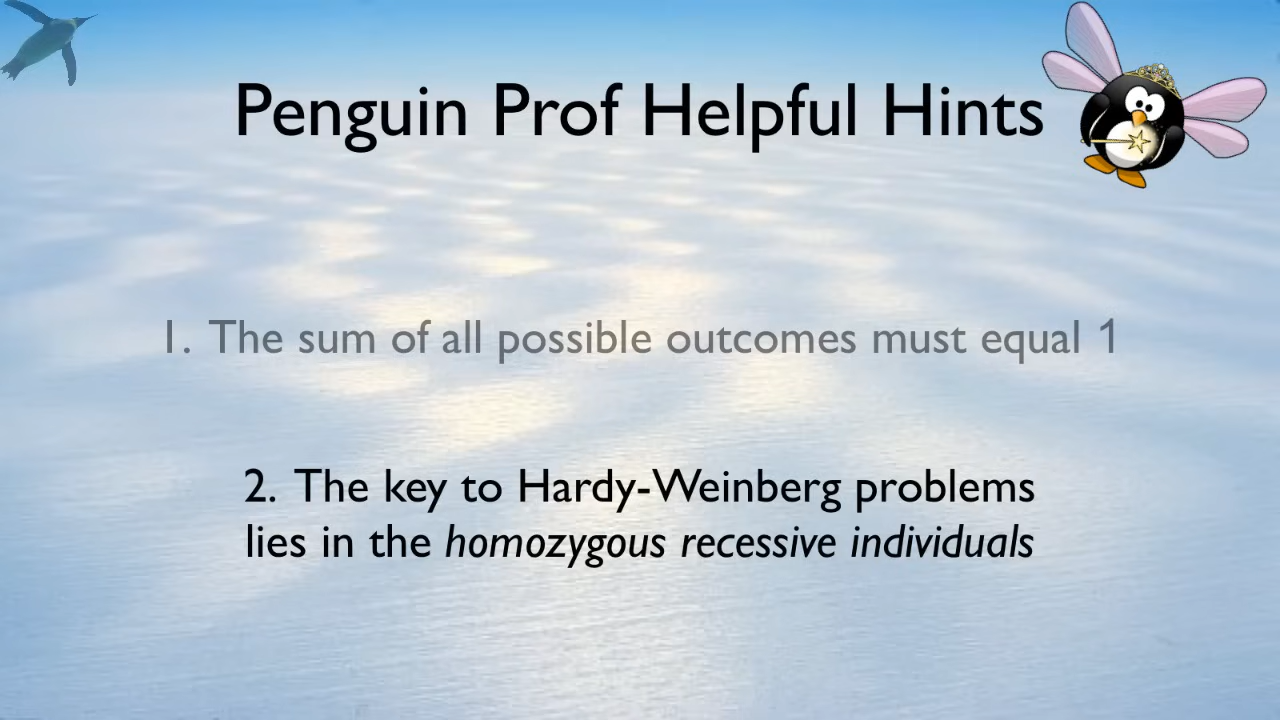 Penguin Prof Helpful Hints
1. The sum of all possible outcomes must equal 1
2. The key to Hardy-Weinberg problems
lies in the homozygous recessive individuals